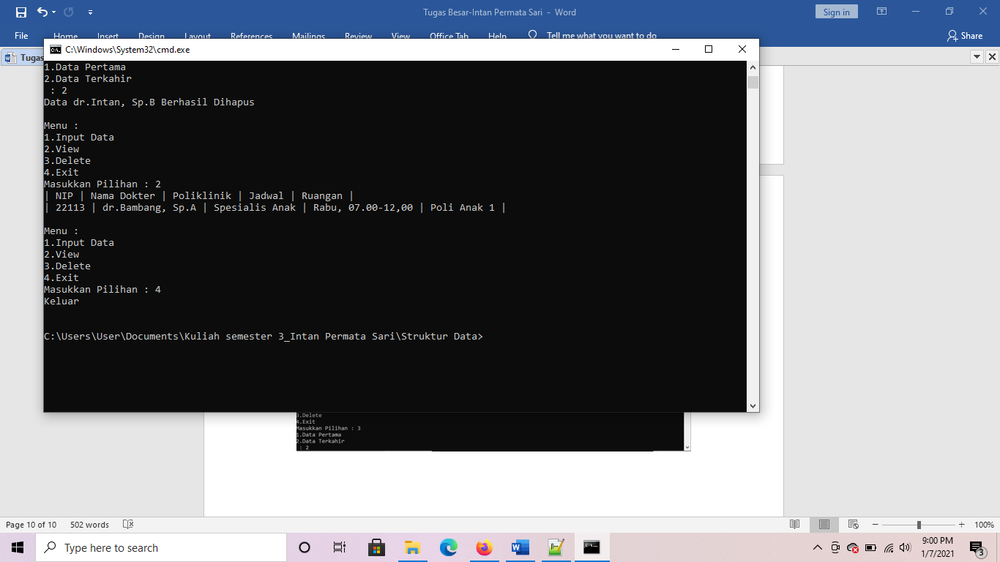 Tugas Besar-Intan Permata Sari - Word
Sign in
File Home Insert Design Layout References Mailings Review View Office Tab Help Tell me what you want to do
Share
Tugas
C:\Windows\System32\cmd.exe
1.Data Pertama
2.Data Terkahir
: 2
Data dr.Intan, Sp.B Berhasil Dihapus
Menu :
1.Input Data
2.View
3.Delete
4.Exit
Masukkan Pilihan : 2
| NIP | Nama Dokter | Poliklinik | Jadwal | Ruangan |
| 22113 | dr.Bambang, Sp.A | Spesialis Anak | Rabu, 07.00-12,00 | Poli Anak 1 |
Menu :
1.Input Data
2.View
3.Delete
4.Exit
Masukkan Pilihan : 4
Keluar
C:\Users\User\Documents\Kuliah semester 3_Intan Permata Sari\Struktur Data>
3.Delete
4.Exit
Masukkan Pilihan : 3
1.Data Pertama
2.Data Terkahir
: 2
Page 10 of 10 502 words
100%
Type here to search
9:00 PM
1/7/2021
3